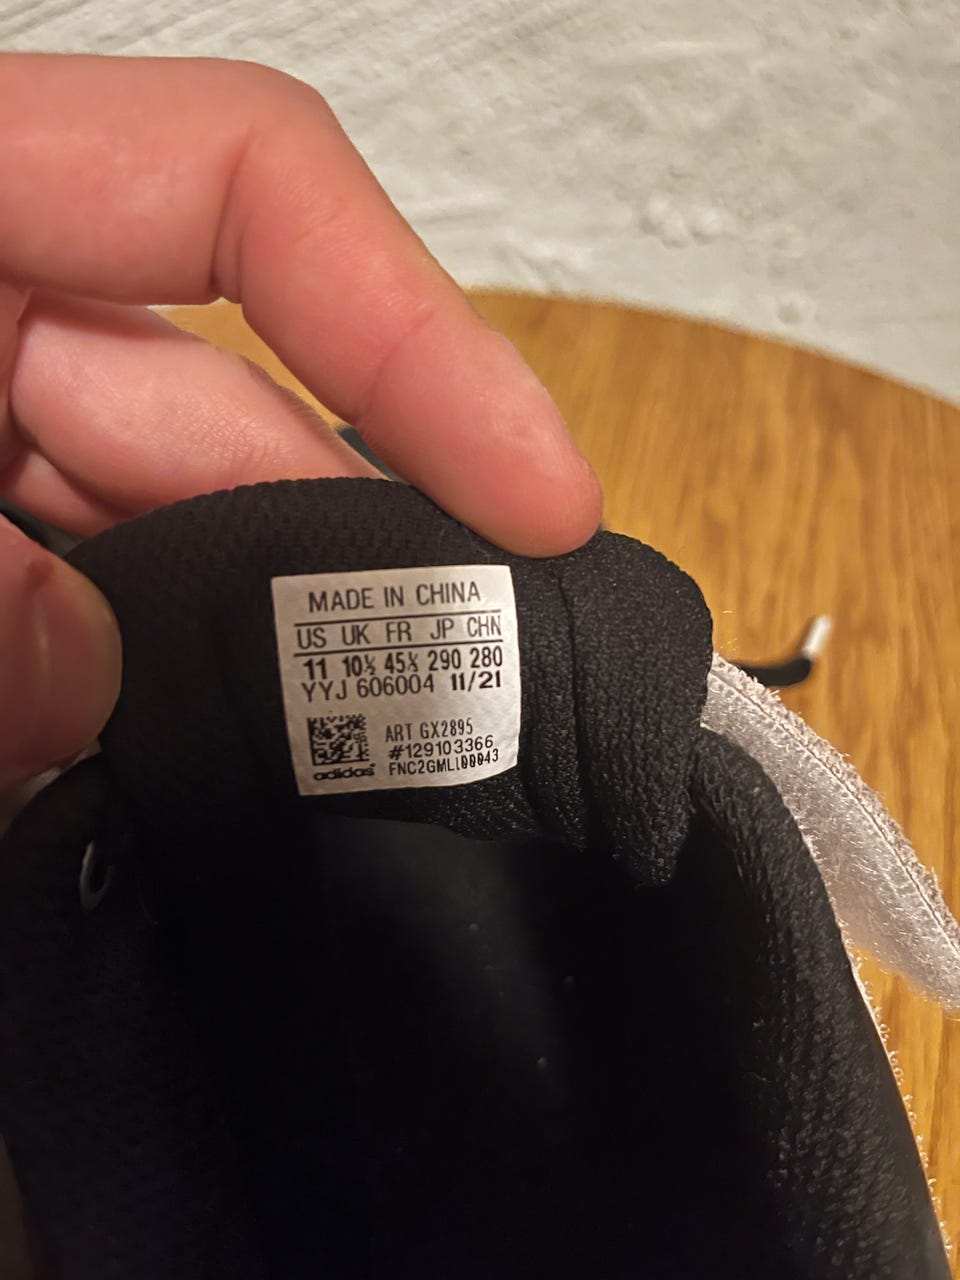 MADE IN CHINA
US UK FR JP CHN
11 10½ 45⅓ 290 280
YYJ 606004 11/21
ART GX2895
#129103366
adidas FNC2GML100043